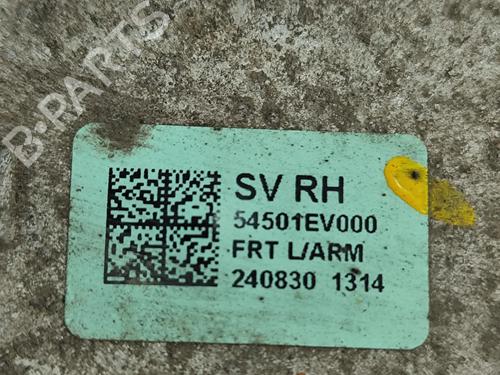 B-PARTS
SV RH
54501EV000
FRT L/ARM
240830 1314